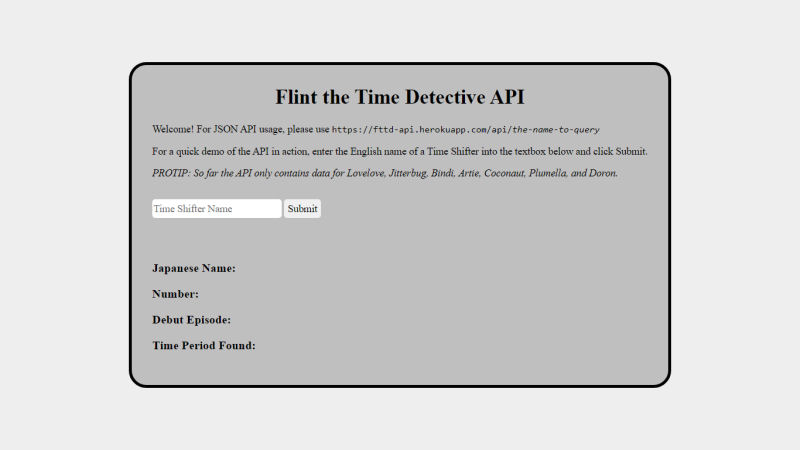 Flint the Time Detective API
Welcome! For JSON API usage, please use https://fttd-api.herokuapp.com/api/the-name-to-query
For a quick demo of the API in action, enter the English name of a Time Shifter into the textbox below and click Submit.
PROTIP: So far the API only contains data for Lovelove, Jitterbug, Bindi, Artie, Coconaut, Plumella, and Doron.
Time Shifter Name Submit
Japanese Name:
Number:
Debut Episode:
Time Period Found: